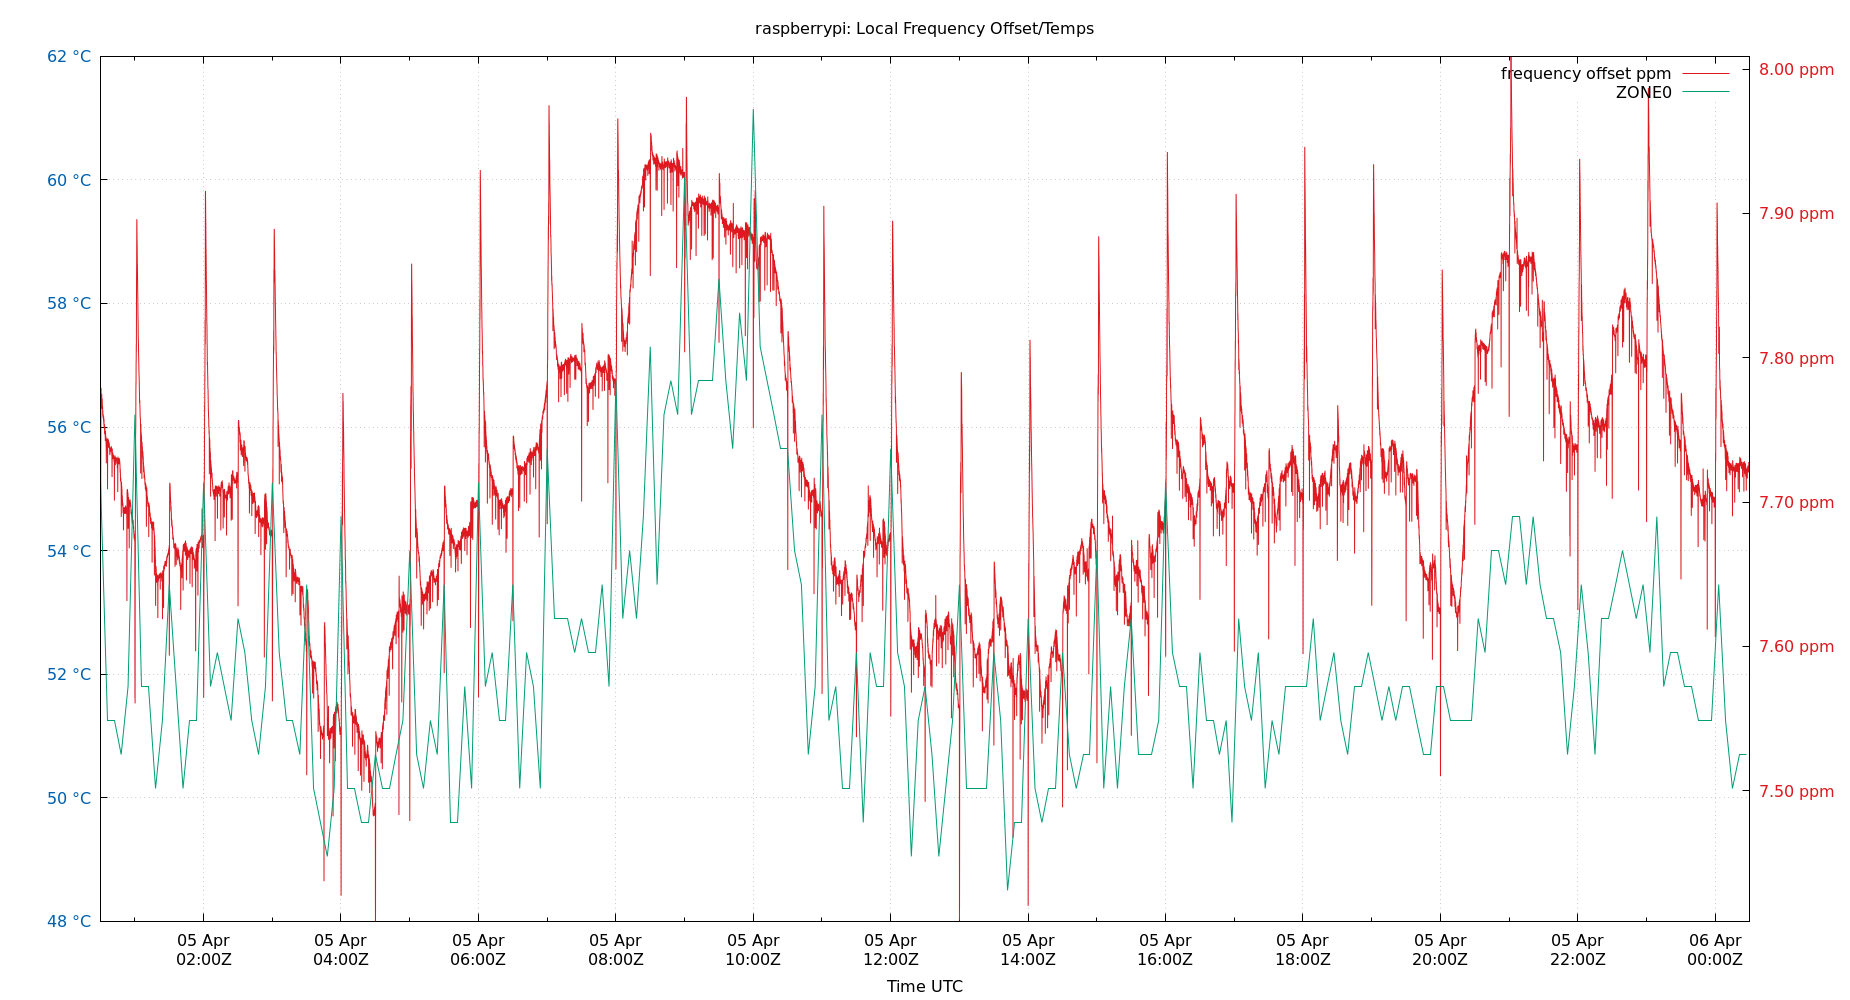 raspberrypi: Local Frequency Offset/Temps
62 °C
60 °C
58 °C
56 °C
54 °C
52 °C
50 °C
48 °C
8.00 ppm
7.90 ppm
7.80 ppm
7.70 ppm
7.60 ppm
7.50 ppm
frequency offset ppm
ZONE0
05 Apr 05 Apr 05 Apr 05 Apr 05 Apr 05 Apr 05 Apr 05 Apr 05 Apr 05 Apr 05 Apr 06 Apr
02:00Z 04:00Z 06:00Z 08:00Z 10:00Z 12:00Z 14:00Z 16:00Z 18:00Z 20:00Z 22:00Z 00:00Z
Time UTC